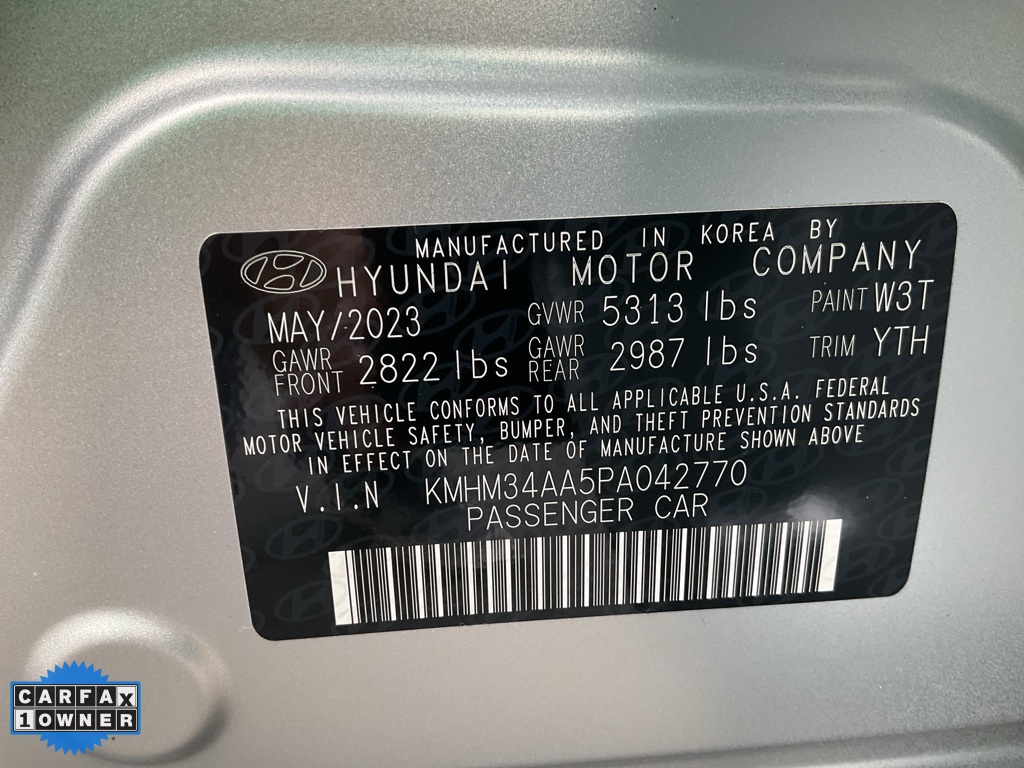 MANUFACTURED IN KOREA BY
HYUNDAI MOTOR COMPANY
MAY/2023 GVWR 5313 lbs PAINT W3T
GAWR FRONT 2822 lbs GAWR REAR 2987 lbs TRIM YTH
THIS VEHICLE CONFORMS TO ALL APPLICABLE U.S.A. FEDERAL
MOTOR VEHICLE SAFETY, BUMPER, AND THEFT PREVENTION STANDARDS
IN EFFECT ON THE DATE OF MANUFACTURE SHOWN ABOVE
V.I.N KMHM34AA5PA042770
PASSENGER CAR
CARFAX
1 OWNER